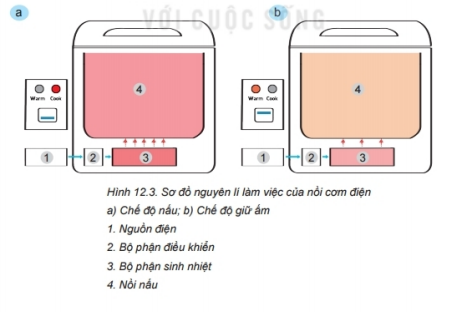 VỚI CUỘC SỐNG
a
b
4
4
Warm Cook
Warm Cook
1
2
3
1
2
3
Hình 12.3. Sơ đồ nguyên lí làm việc của nồi cơm điện
a) Chế độ nấu; b) Chế độ giữ ấm
1. Nguồn điện
2. Bộ phận điều khiển
3. Bộ phận sinh nhiệt
4. Nồi nấu